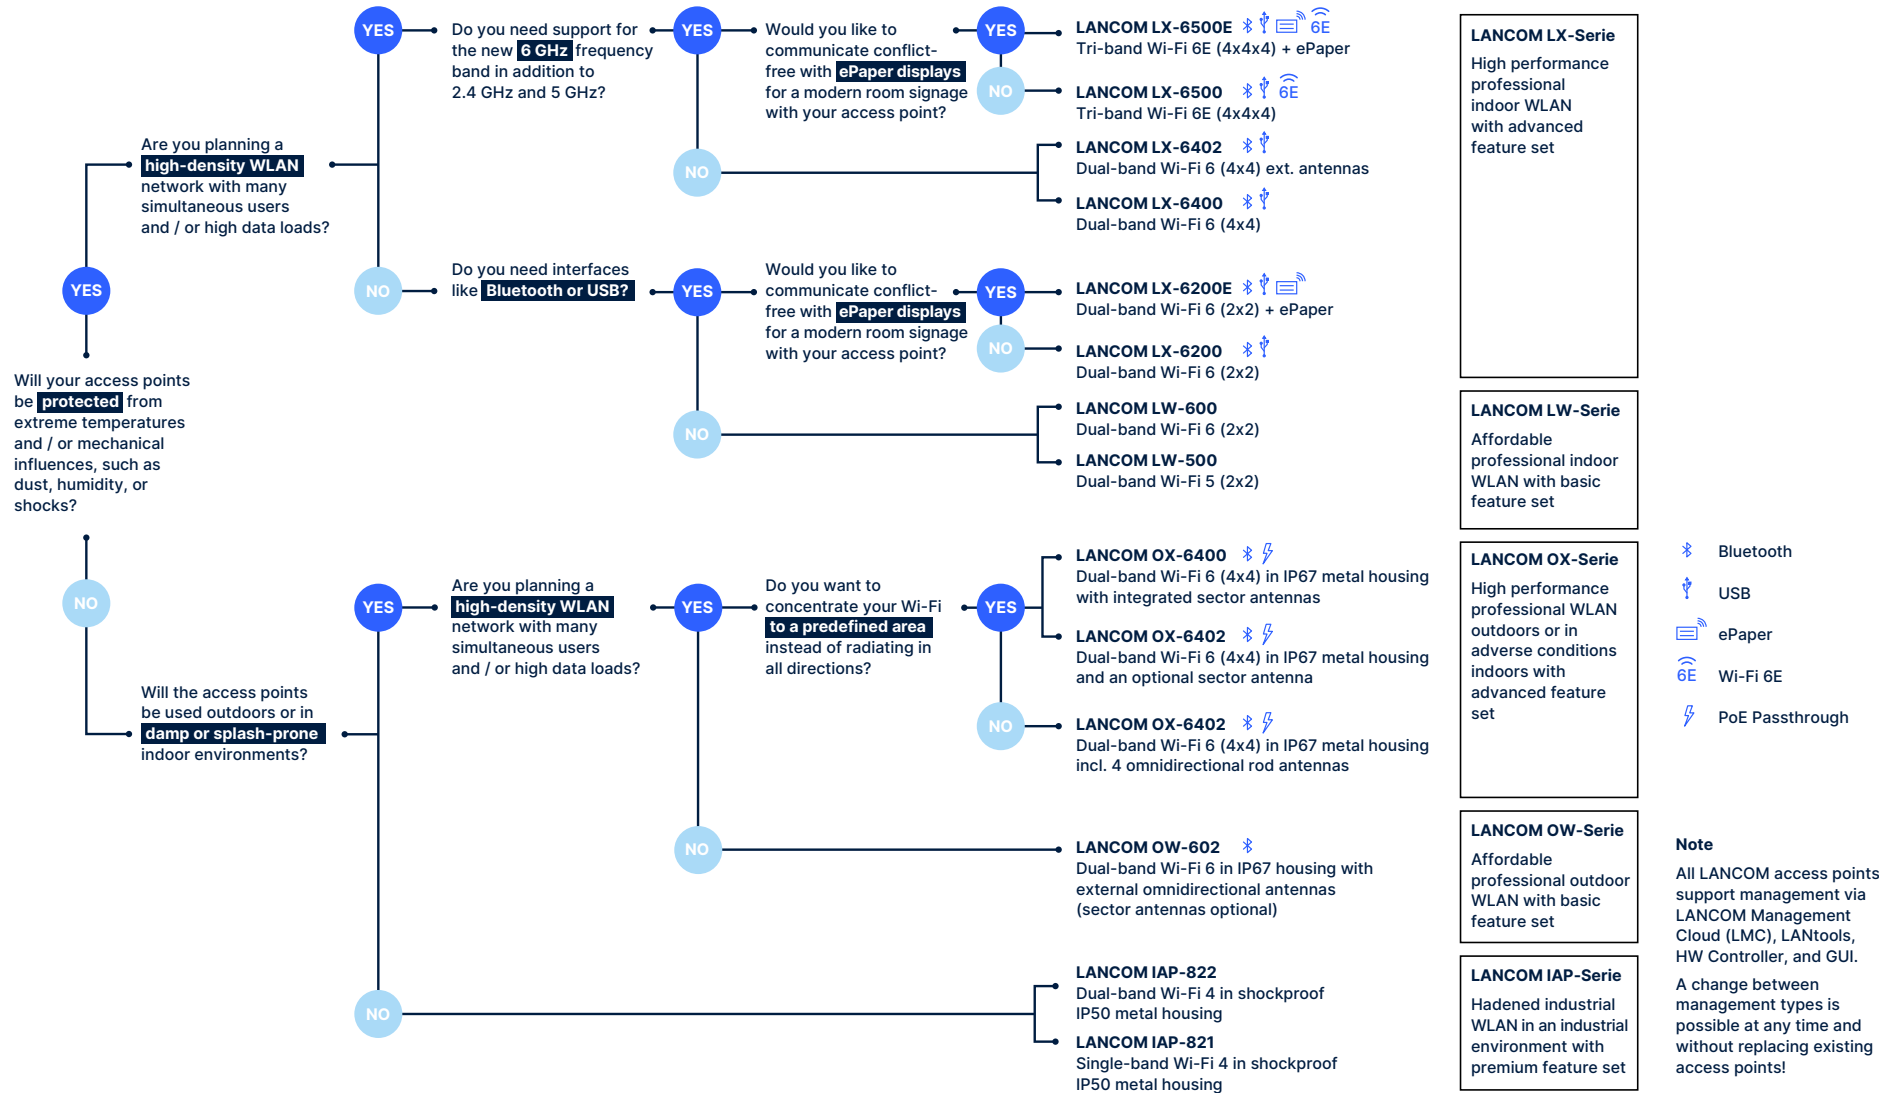 Will your access points
be protected from
extreme temperatures
and / or mechanical
influences, such as
dust, humidity, or
shocks?
YES
Are you planning a
high-density WLAN
network with many
simultaneous users
and / or high data loads?
YES
Do you need support for
the new 6 GHz frequency
band in addition to
2.4 GHz and 5 GHz?
YES
Would you like to
communicate conflict-
free with ePaper displays
for a modern room signage
with your access point?
YES
LANCOM LX-6500E 6E
Tri-band Wi-Fi 6E (4x4x4) + ePaper
NO
LANCOM LX-6500 6E
Tri-band Wi-Fi 6E (4x4x4)
NO
LANCOM LX-6402
Dual-band Wi-Fi 6 (4x4) ext. antennas
LANCOM LX-6400
Dual-band Wi-Fi 6 (4x4)
NO
Do you need interfaces
like Bluetooth or USB?
YES
Would you like to
communicate conflict-
free with ePaper displays
for a modern room signage
with your access point?
YES
LANCOM LX-6200E
Dual-band Wi-Fi 6 (2x2) + ePaper
NO
LANCOM LX-6200
Dual-band Wi-Fi 6 (2x2)
NO
LANCOM LW-600
Dual-band Wi-Fi 6 (2x2)
LANCOM LW-500
Dual-band Wi-Fi 5 (2x2)
NO
Will the access points
be used outdoors or in
damp or splash-prone
indoor environments?
YES
Are you planning a
high-density WLAN
network with many
simultaneous users
and / or high data loads?
YES
Do you want to
concentrate your Wi-Fi
to a predefined area
instead of radiating in
all directions?
YES
LANCOM OX-6400
Dual-band Wi-Fi 6 (4x4) in IP67 metal housing
with integrated sector antennas
LANCOM OX-6402
Dual-band Wi-Fi 6 (4x4) in IP67 metal housing
and an optional sector antenna
NO
LANCOM OX-6402
Dual-band Wi-Fi 6 (4x4) in IP67 metal housing
incl. 4 omnidirectional rod antennas
NO
LANCOM OW-602
Dual-band Wi-Fi 6 in IP67 housing with
external omnidirectional antennas
(sector antennas optional)
NO
LANCOM IAP-822
Dual-band Wi-Fi 4 in shockproof
IP50 metal housing
LANCOM IAP-821
Single-band Wi-Fi 4 in shockproof
IP50 metal housing
LANCOM LX-Serie
High performance
professional
indoor WLAN
with advanced
feature set
LANCOM LW-Serie
Affordable
professional indoor
WLAN with basic
feature set
LANCOM OX-Serie
High performance
professional WLAN
outdoors or in
adverse conditions
indoors with
advanced feature
set
LANCOM OW-Serie
Affordable
professional outdoor
WLAN with basic
feature set
LANCOM IAP-Serie
Hadened industrial
WLAN in an industrial
environment with
premium feature set
Bluetooth
USB
ePaper
6E Wi-Fi 6E
PoE Passthrough
Note
All LANCOM access points
support management via
LANCOM Management
Cloud (LMC), LANtools,
HW Controller, and GUI.
A change between
management types is
possible at any time and
without replacing existing
access points!